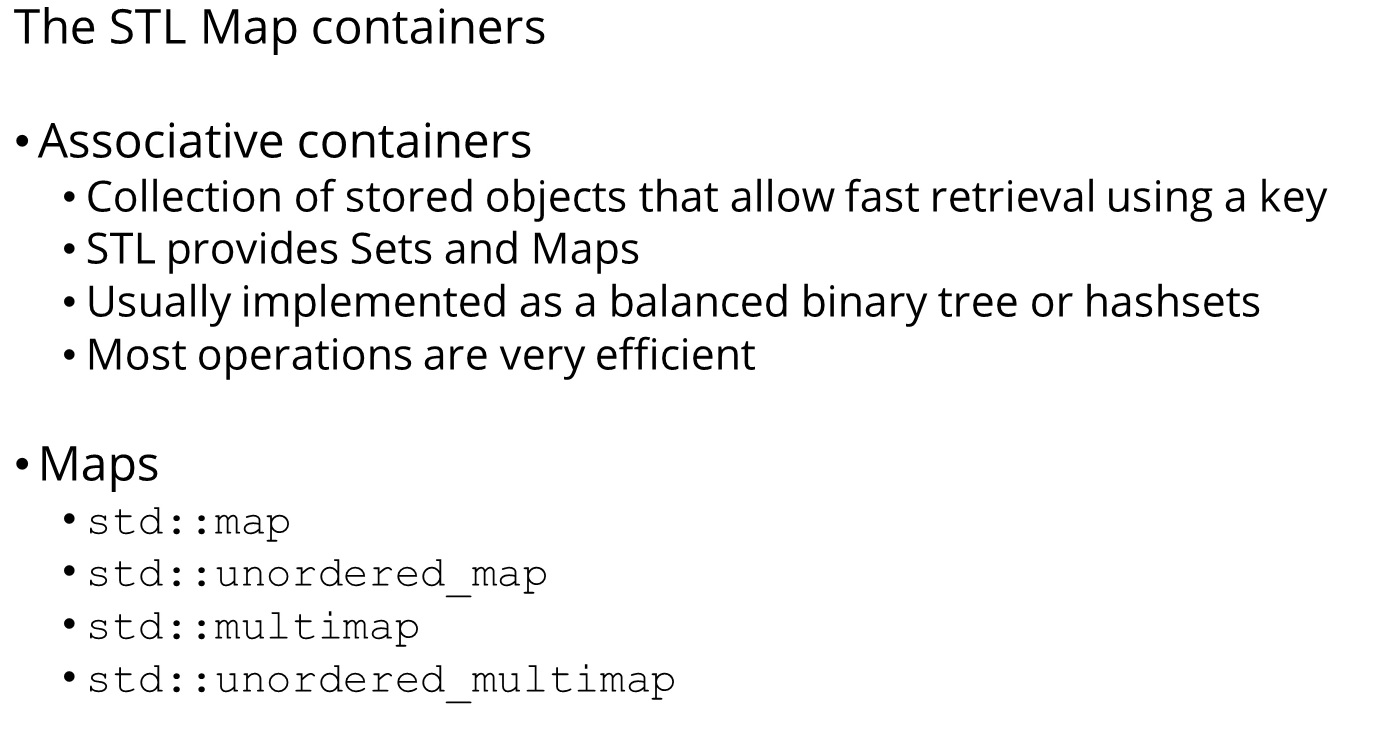 The STL Map containers
• Associative containers
• Collection of stored objects that allow fast retrieval using a key
• STL provides Sets and Maps
• Usually implemented as a balanced binary tree or hashsets
• Most operations are very efficient
• Maps
• std::map
• std::unordered_map
• std::multimap
• std::unordered_multimap